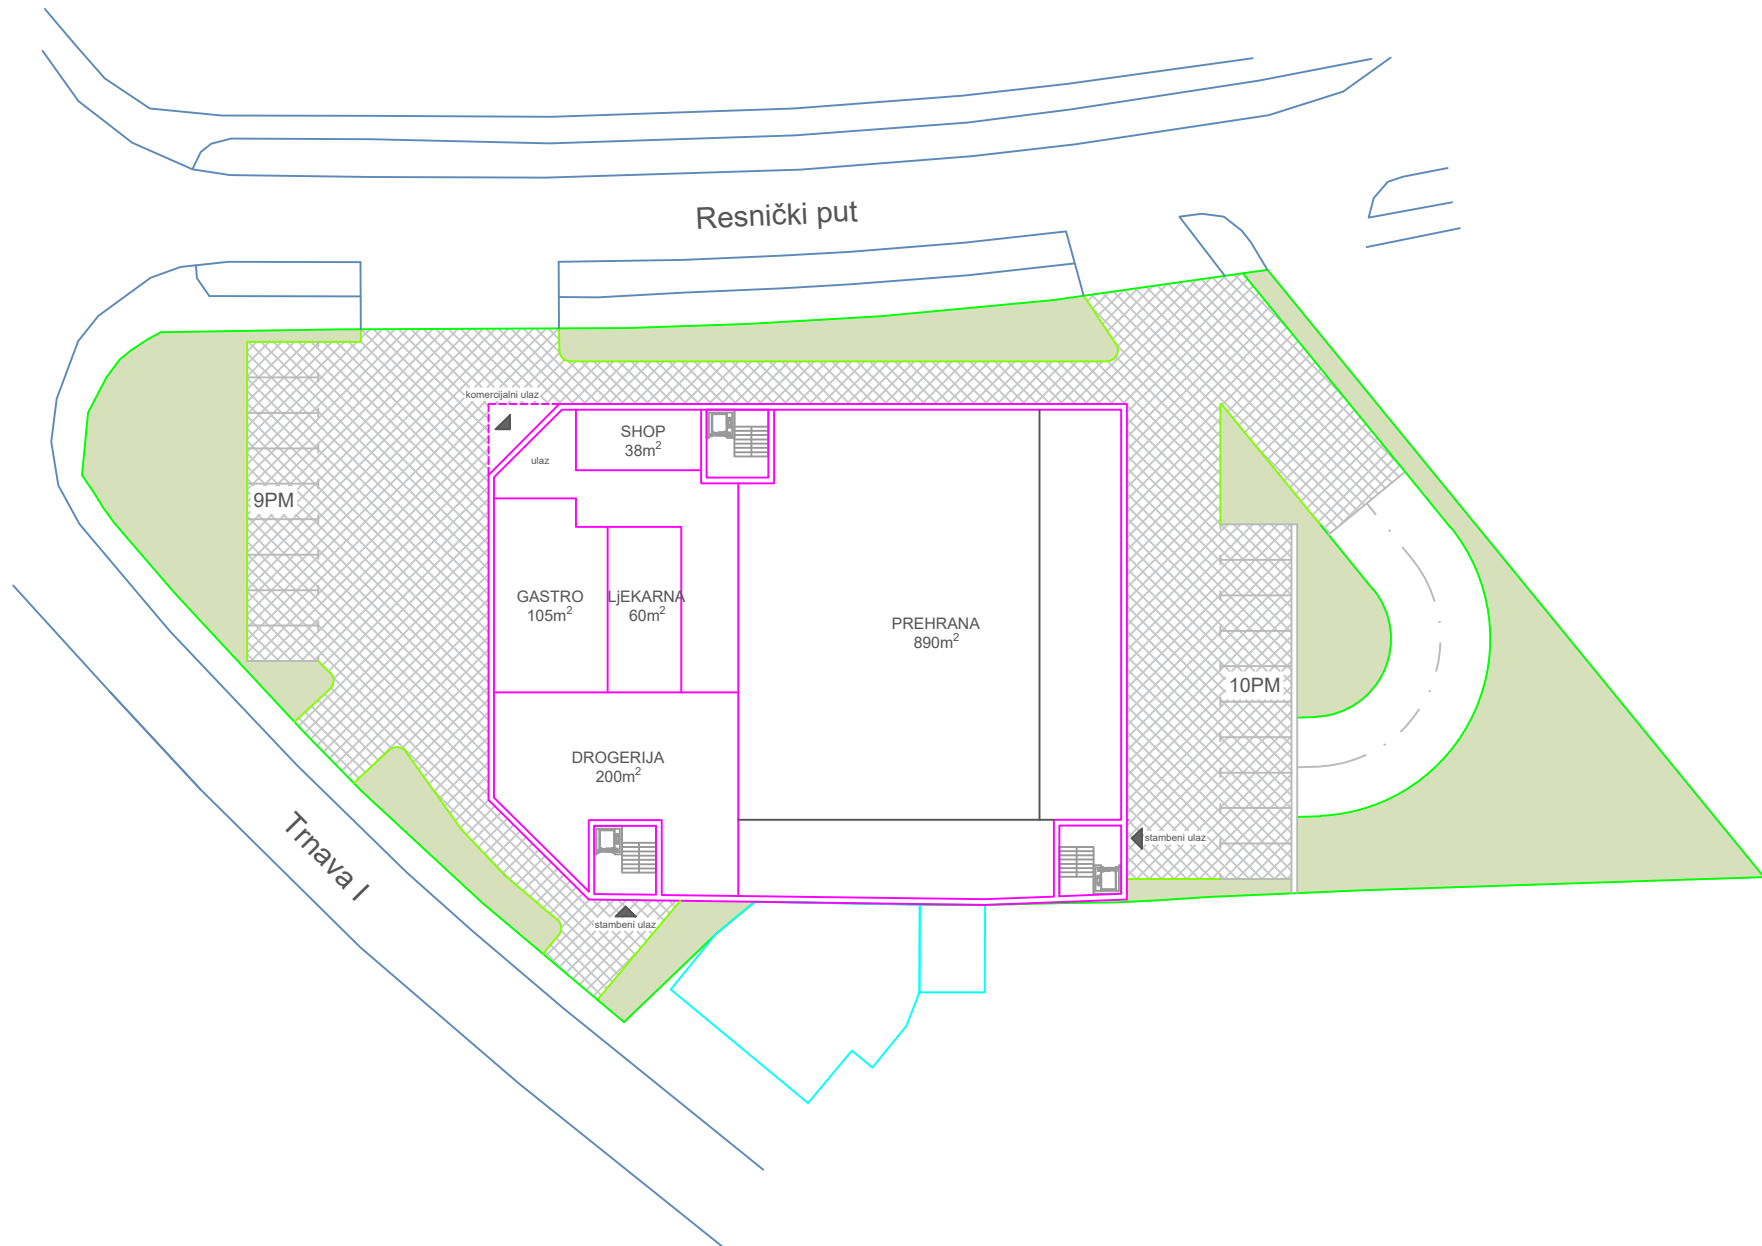 Resnički put
komercijalni ulaz
SHOP
38m²
ulaz
9PM
GASTRO
105m²
LjEKARNA
60m²
PREHRANA
890m²
10PM
DROGERIJA
200m²
stambeni ulaz
Trnava I
stambeni ulaz